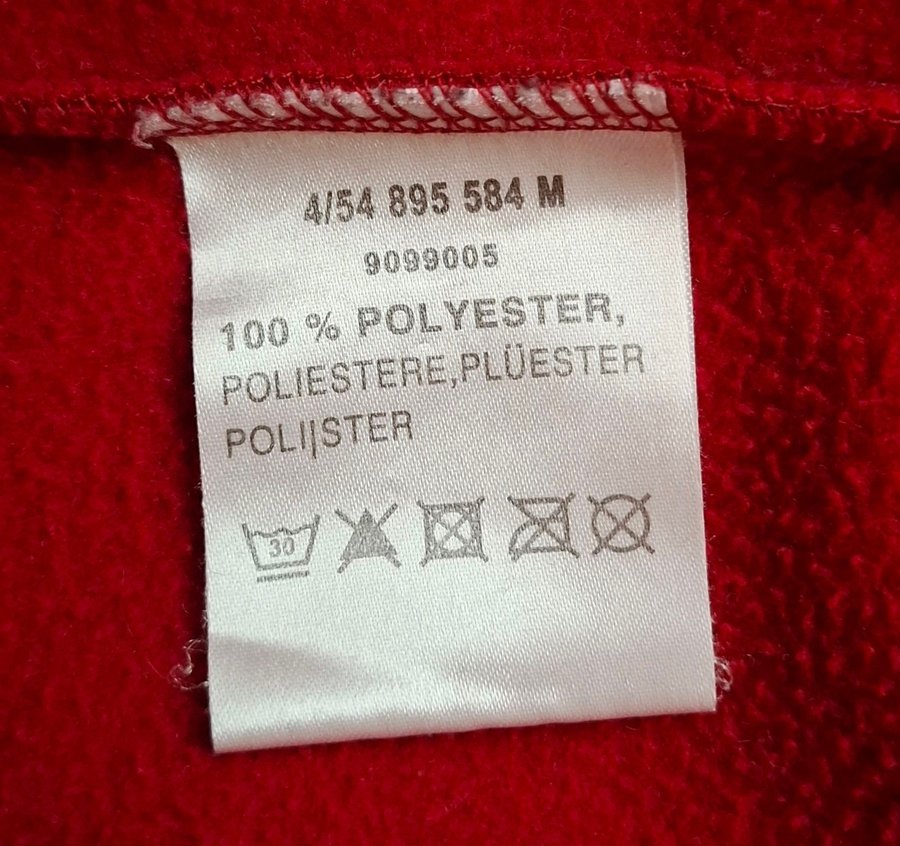 4/54 895 584 M
9099005
100 % POLYESTER,
POLIESTERE,PLÜESTER
POLI|STER
30